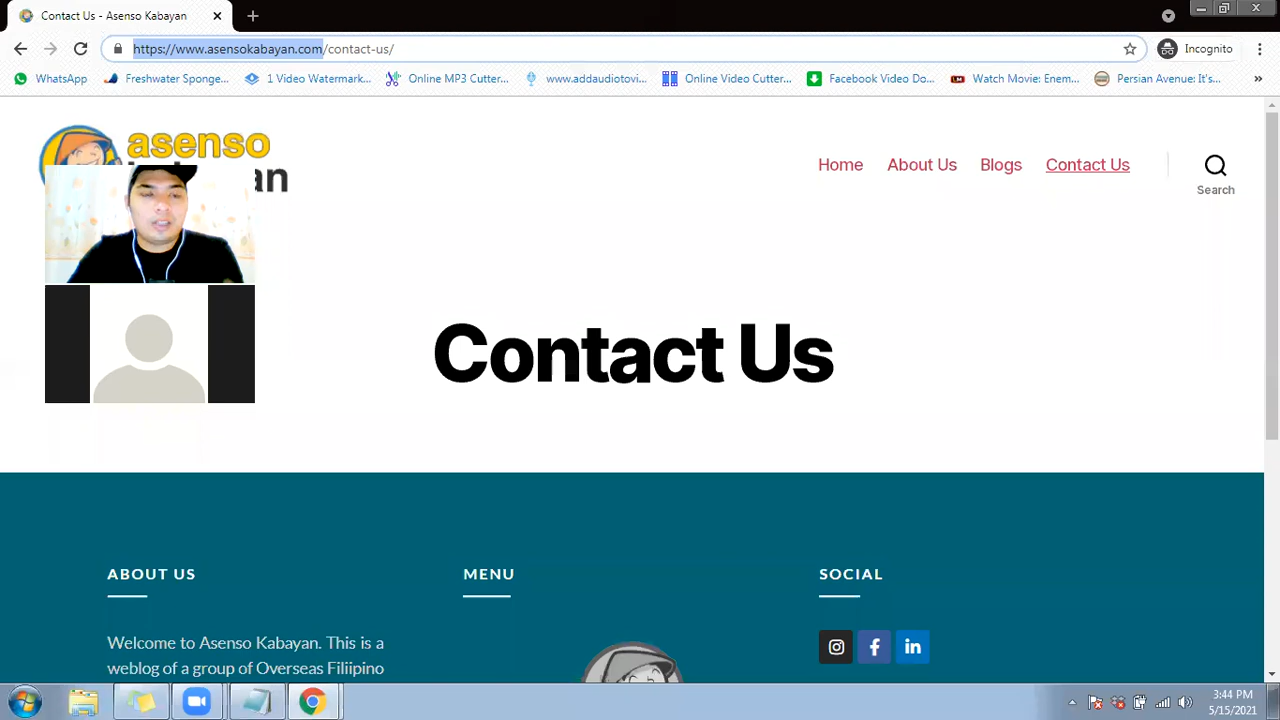 Contact Us - Asenso Kabayan
https://www.asensokabayan.com/contact-us/
Incognito
WhatsApp
Freshwater Sponge...
1 Video Watermark...
Online MP3 Cutter...
www.addaudiotovi...
Online Video Cutter...
Facebook Video Do...
Watch Movie: Enem...
Persian Avenue: It's...
»
asenso
an
Home
About Us
Blogs
Contact Us
Search
Contact Us
ABOUT US
MENU
SOCIAL
Welcome to Asenso Kabayan. This is a
weblog of a group of Overseas Filiipino
3:44 PM
5/15/2021